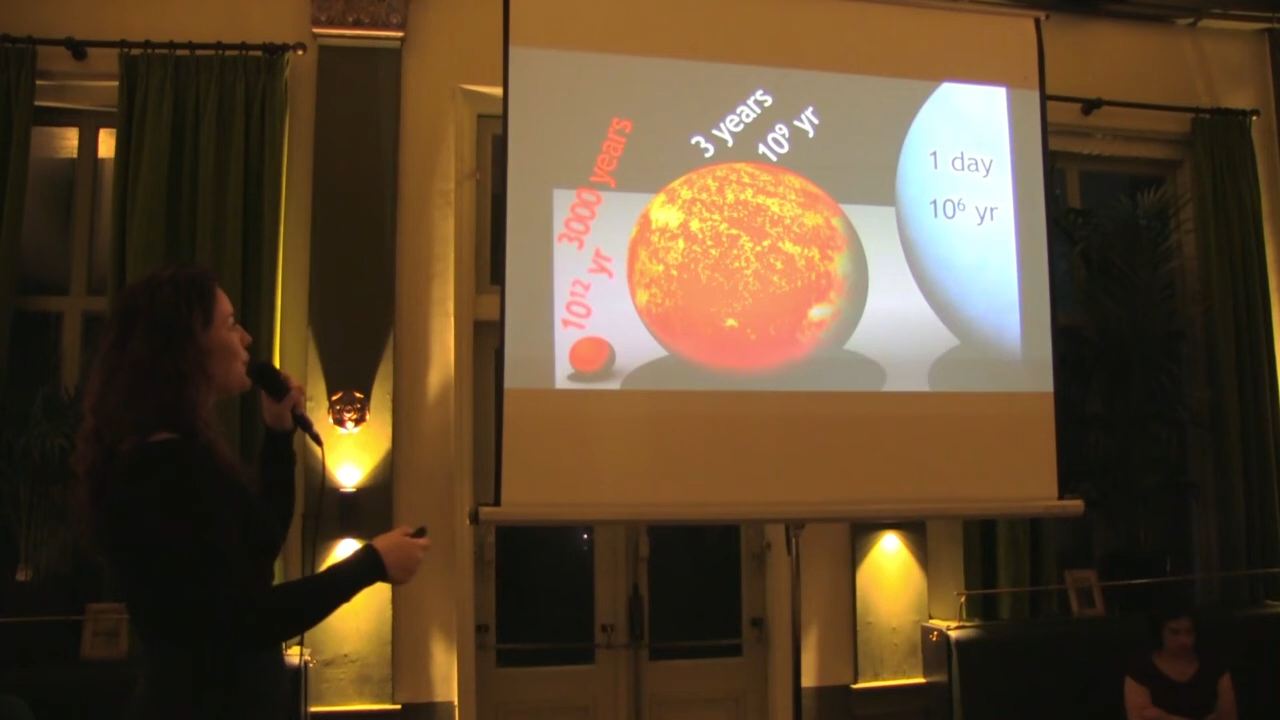 3000 years
10¹² yr
3 years
10⁹ yr
1 day
10⁶ yr